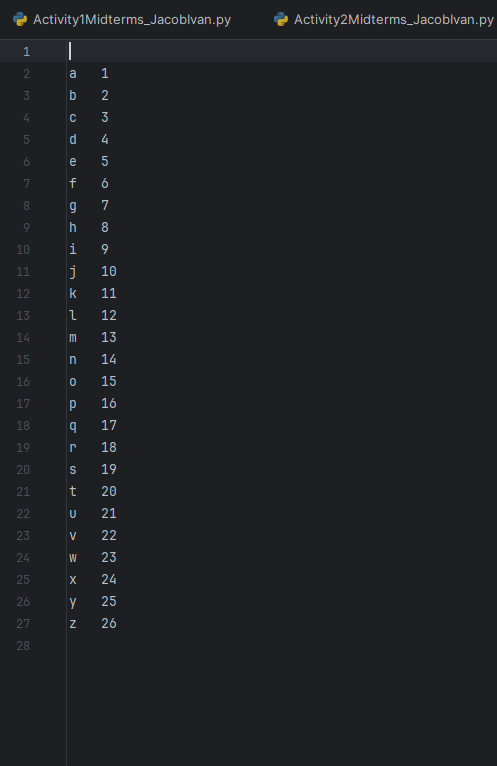 Activity1Midterms_JacobIvan.py Activity2Midterms_JacobIvan.py
1
2 a 1
3 b 2
4 c 3
5 d 4
6 e 5
7 f 6
8 g 7
9 h 8
10 i 9
11 j 10
12 k 11
13 l 12
14 m 13
15 n 14
16 o 15
17 p 16
18 q 17
19 r 18
20 s 19
21 t 20
22 u 21
23 v 22
24 w 23
25 x 24
26 y 25
27 z 26
28